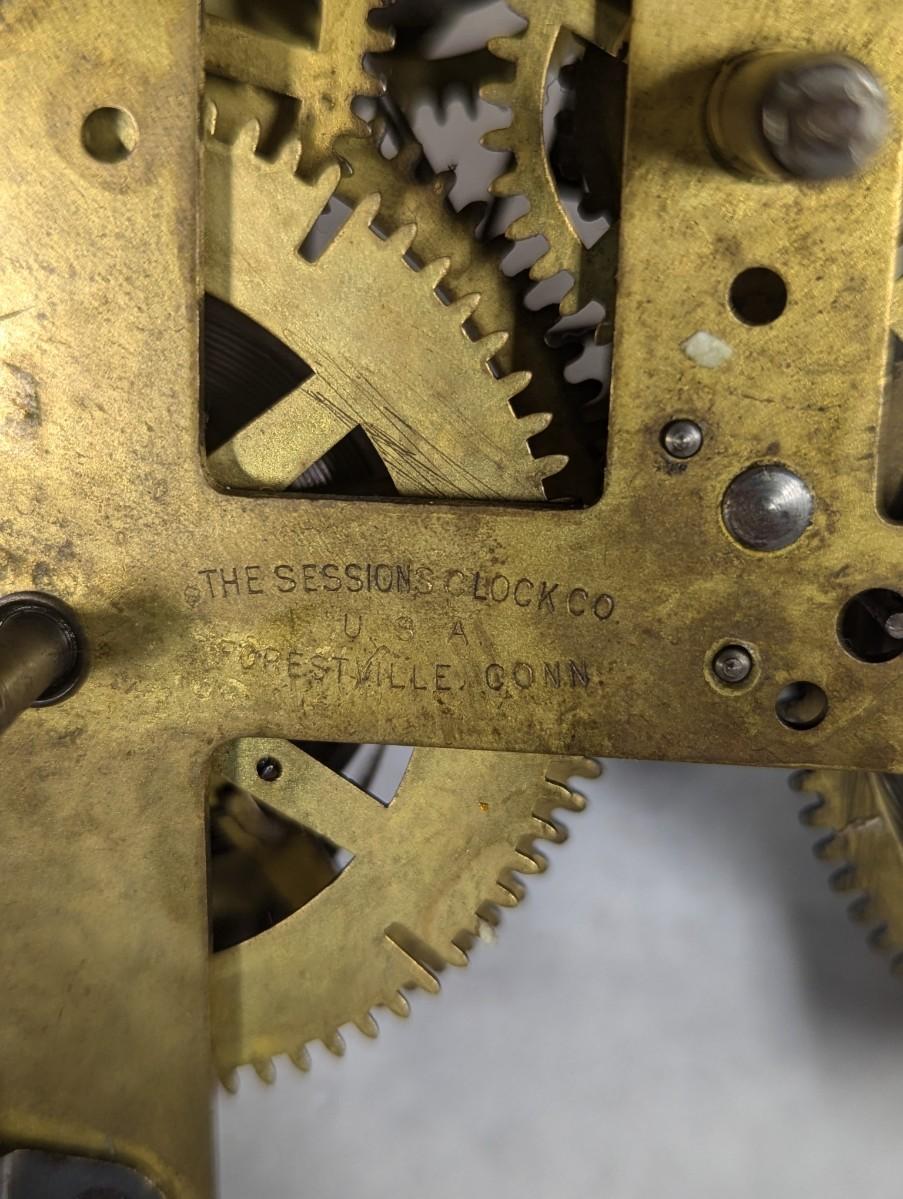 THE SESSIONS CLOCK CO
U S A
FORESTVILLE, CONN.